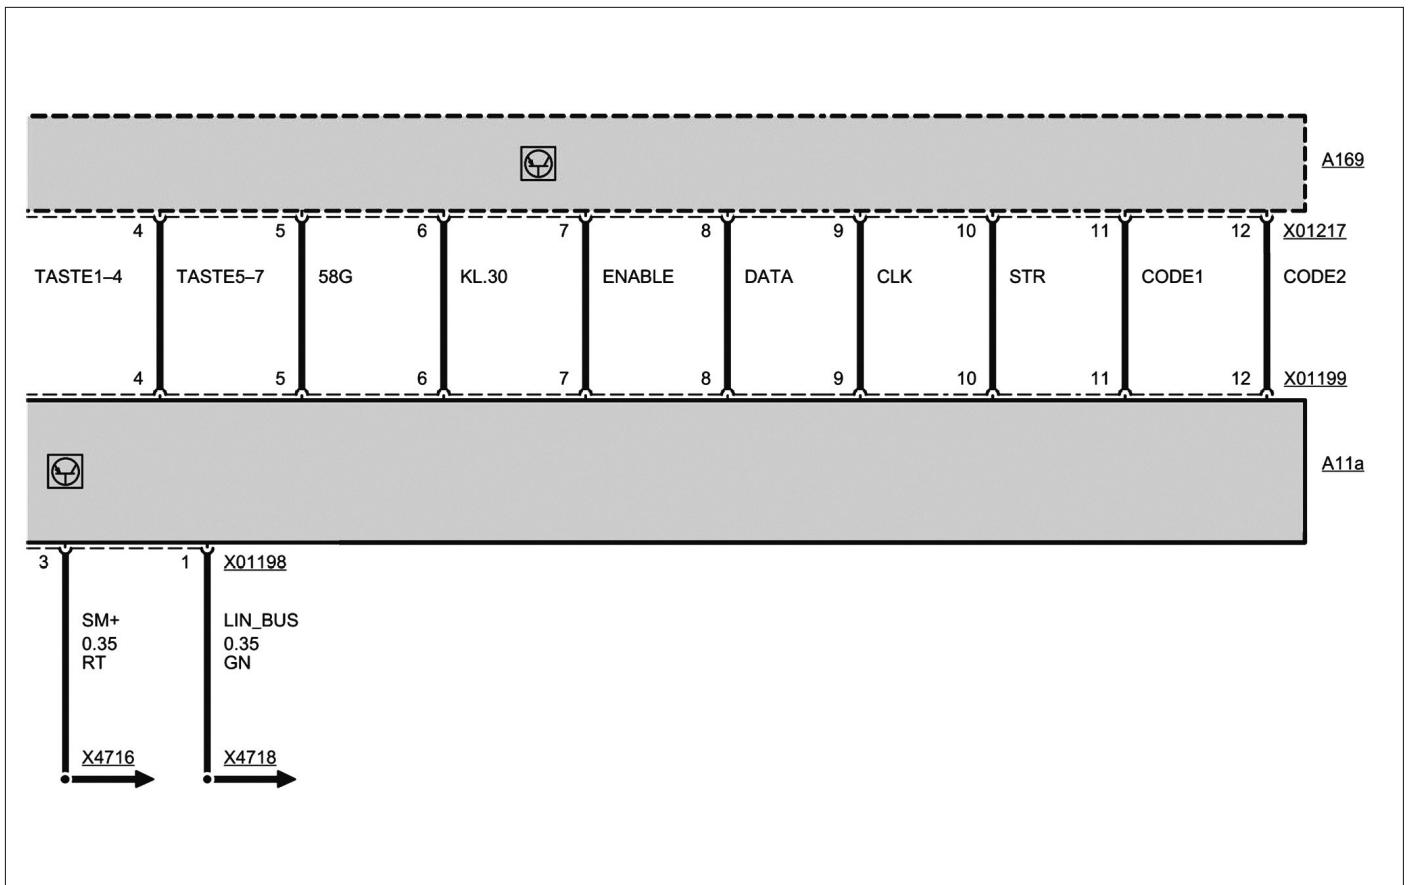 A169
4 5 6 7 8 9 10 11 12 X01217
TASTE1–4 TASTE5–7 58G KL.30 ENABLE DATA CLK STR CODE1 CODE2
4 5 6 7 8 9 10 11 12 X01199
A11a
3 1 X01198
SM+ LIN_BUS
0.35 0.35
RT GN
X4716 X4718